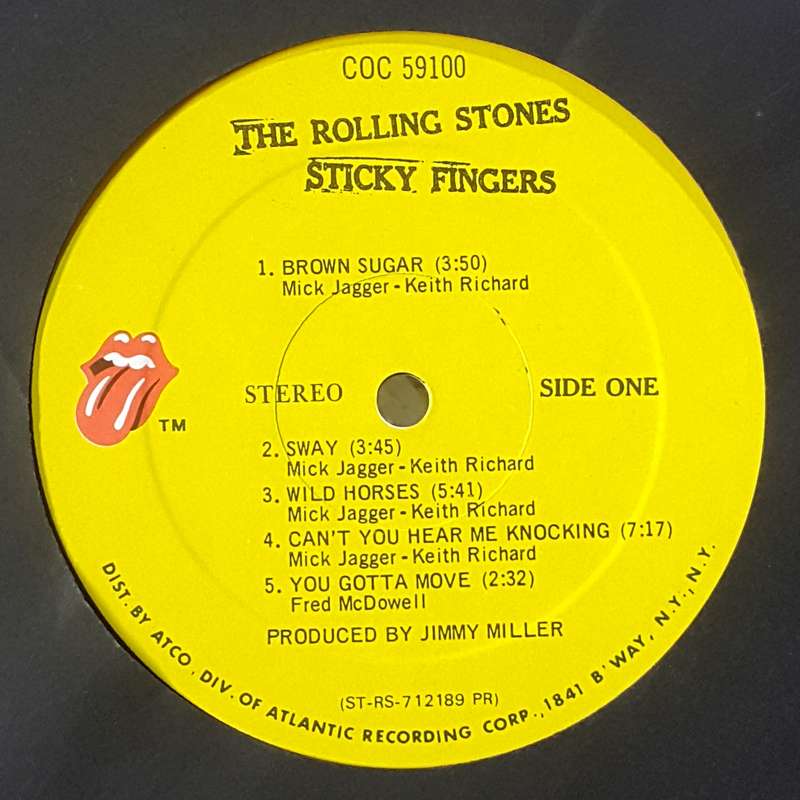 COC 59100
THE ROLLING STONES
STICKY FINGERS
1. BROWN SUGAR (3:50)
Mick Jagger - Keith Richard
STEREO
SIDE ONE
TM
2. SWAY (3:45)
Mick Jagger - Keith Richard
3. WILD HORSES (5:41)
Mick Jagger - Keith Richard
4. CAN'T YOU HEAR ME KNOCKING (7:17)
Mick Jagger - Keith Richard
5. YOU GOTTA MOVE (2:32)
Fred McDowell
PRODUCED BY JIMMY MILLER
(ST-RS-712189 PR)
DIST. BY ATCO, DIV. OF ATLANTIC RECORDING CORP., 1841 B'WAY, N.Y., N.Y.